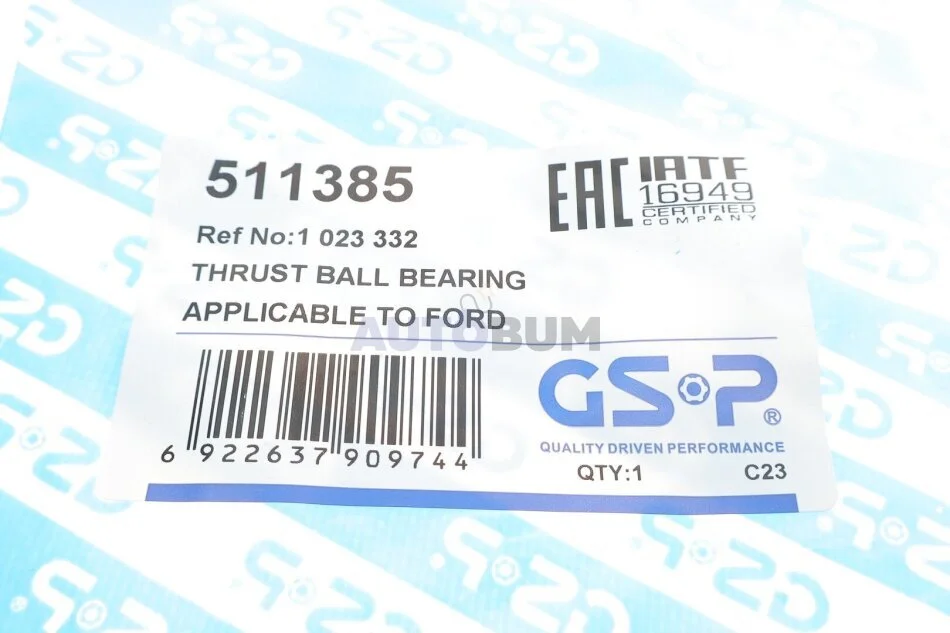 511385
EAC
IATF
16949
CERTIFIED
COMPANY
Ref No:1 023 332
THRUST BALL BEARING
APPLICABLE TO FORD
AUTOBUM
6 922637 909744
GSP®
QUALITY DRIVEN PERFORMANCE
QTY:1 C23